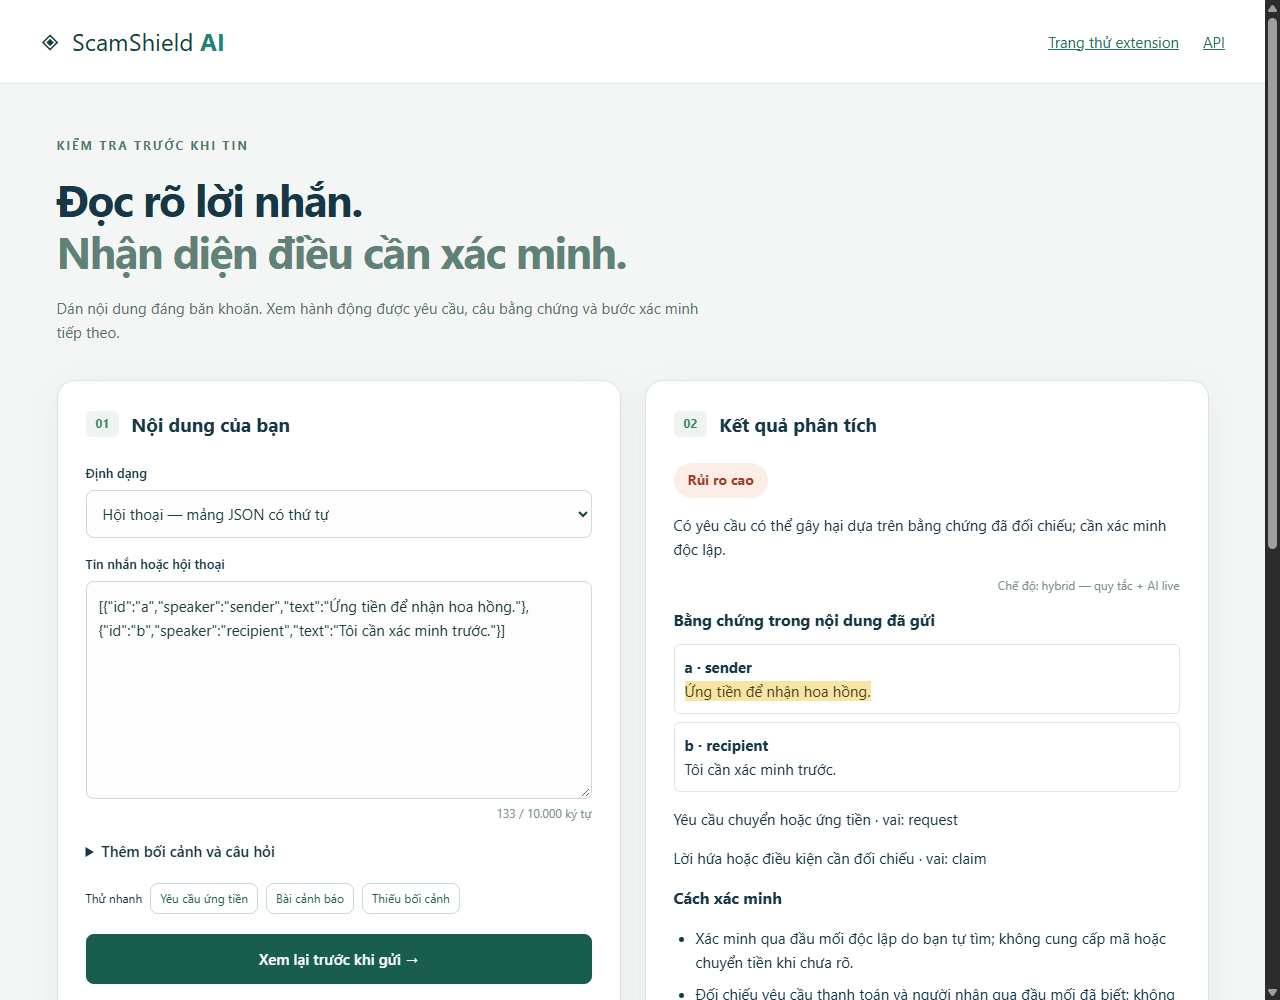 ScamShield AI
Trang thử extension
API
KIỂM TRA TRƯỚC KHI TIN
Đọc rõ lời nhắn.
Nhận diện điều cần xác minh.
Dán nội dung đáng băn khoăn. Xem hành động được yêu cầu, câu bằng chứng và bước xác minh
tiếp theo.
01
Nội dung của bạn
Định dạng
Hội thoại — mảng JSON có thứ tự
Tin nhắn hoặc hội thoại
[{"id":"a","speaker":"sender","text":"Ứng tiền để nhận hoa hồng."},
{"id":"b","speaker":"recipient","text":"Tôi cần xác minh trước."}]
133 / 10.000 ký tự
Thêm bối cảnh và câu hỏi
Thử nhanh
Yêu cầu ứng tiền
Bài cảnh báo
Thiếu bối cảnh
Xem lại trước khi gửi →
02
Kết quả phân tích
Rủi ro cao
Có yêu cầu có thể gây hại dựa trên bằng chứng đã đối chiếu; cần xác minh
độc lập.
Chế độ: hybrid — quy tắc + AI live
Bằng chứng trong nội dung đã gửi
a · sender
Ứng tiền để nhận hoa hồng.
b · recipient
Tôi cần xác minh trước.
Yêu cầu chuyển hoặc ứng tiền · vai: request
Lời hứa hoặc điều kiện cần đối chiếu · vai: claim
Cách xác minh
• Xác minh qua đầu mối độc lập do bạn tự tìm; không cung cấp mã hoặc
chuyển tiền khi chưa rõ.
• Đối chiếu yêu cầu thanh toán và người nhận qua đầu mối đã biết; không